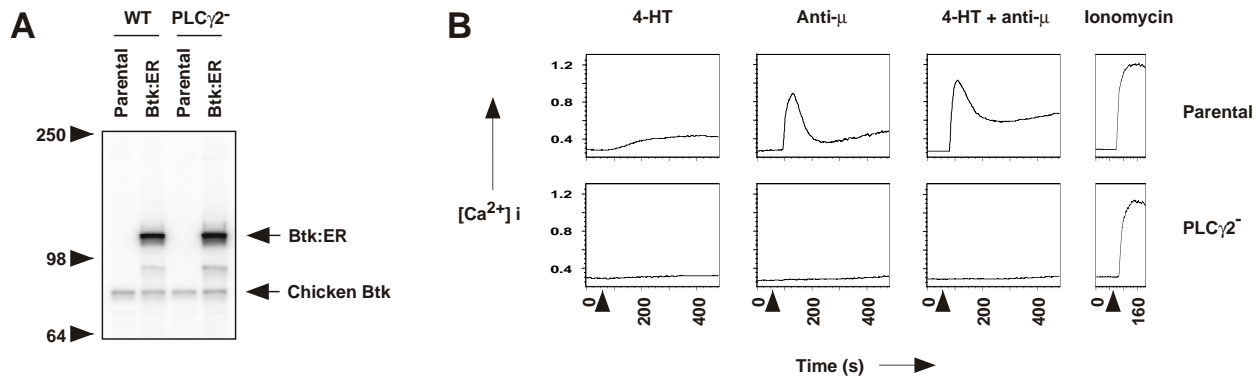 A
WT PLCγ2-
Parental
Btk:ER
Parental
Btk:ER
250
98
64
Btk:ER
Chicken Btk
B
4-HT Anti-μ 4-HT + anti-μ Ionomycin
1.2
0.8
0.4
Parental
[Ca2+] i
1.2
0.8
0.4
PLCγ2-
0 200 400 0 200 400 0 200 400 0 160
Time (s)